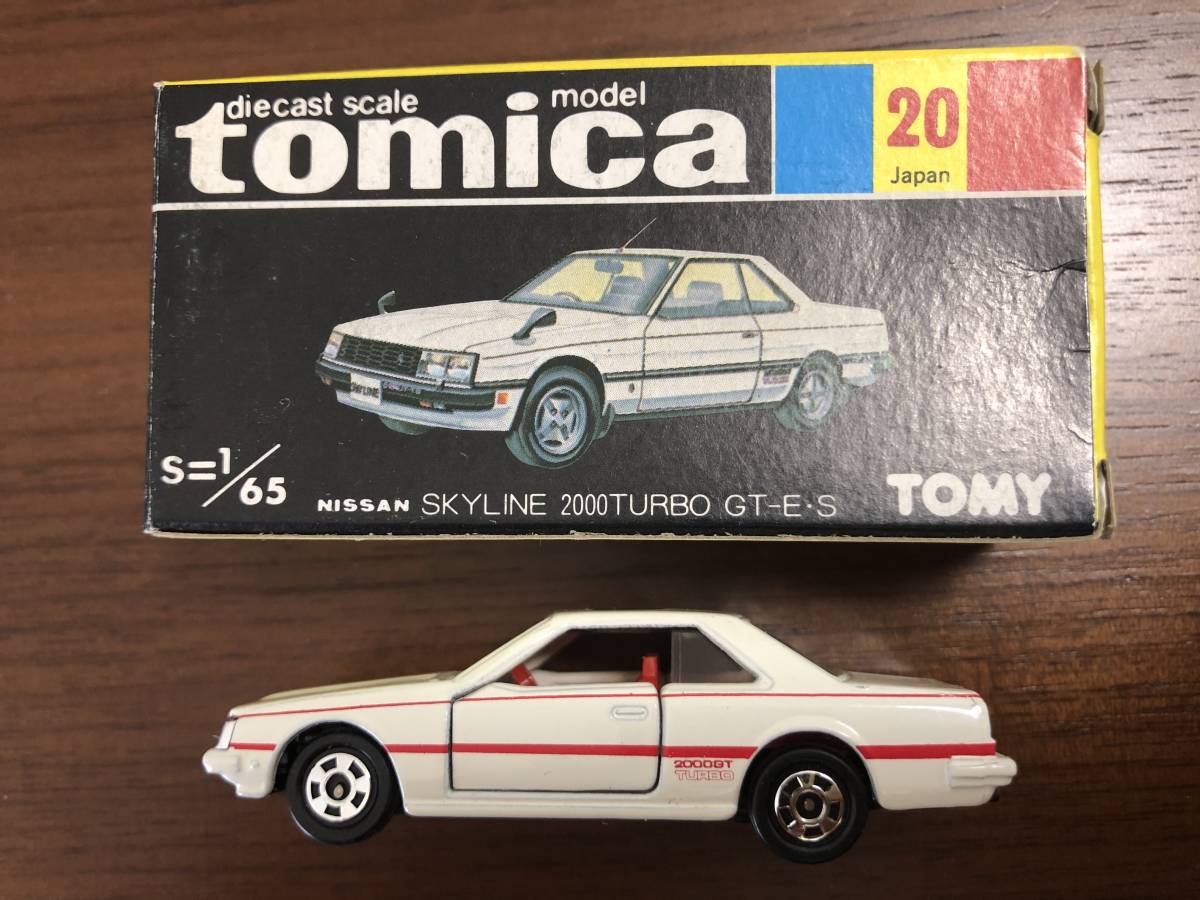 diecast scale model
tomica
20
Japan
SKYLINE
S=1/65
NISSAN SKYLINE 2000TURBO GT-E·S
TOMY
2000GT
TURBO